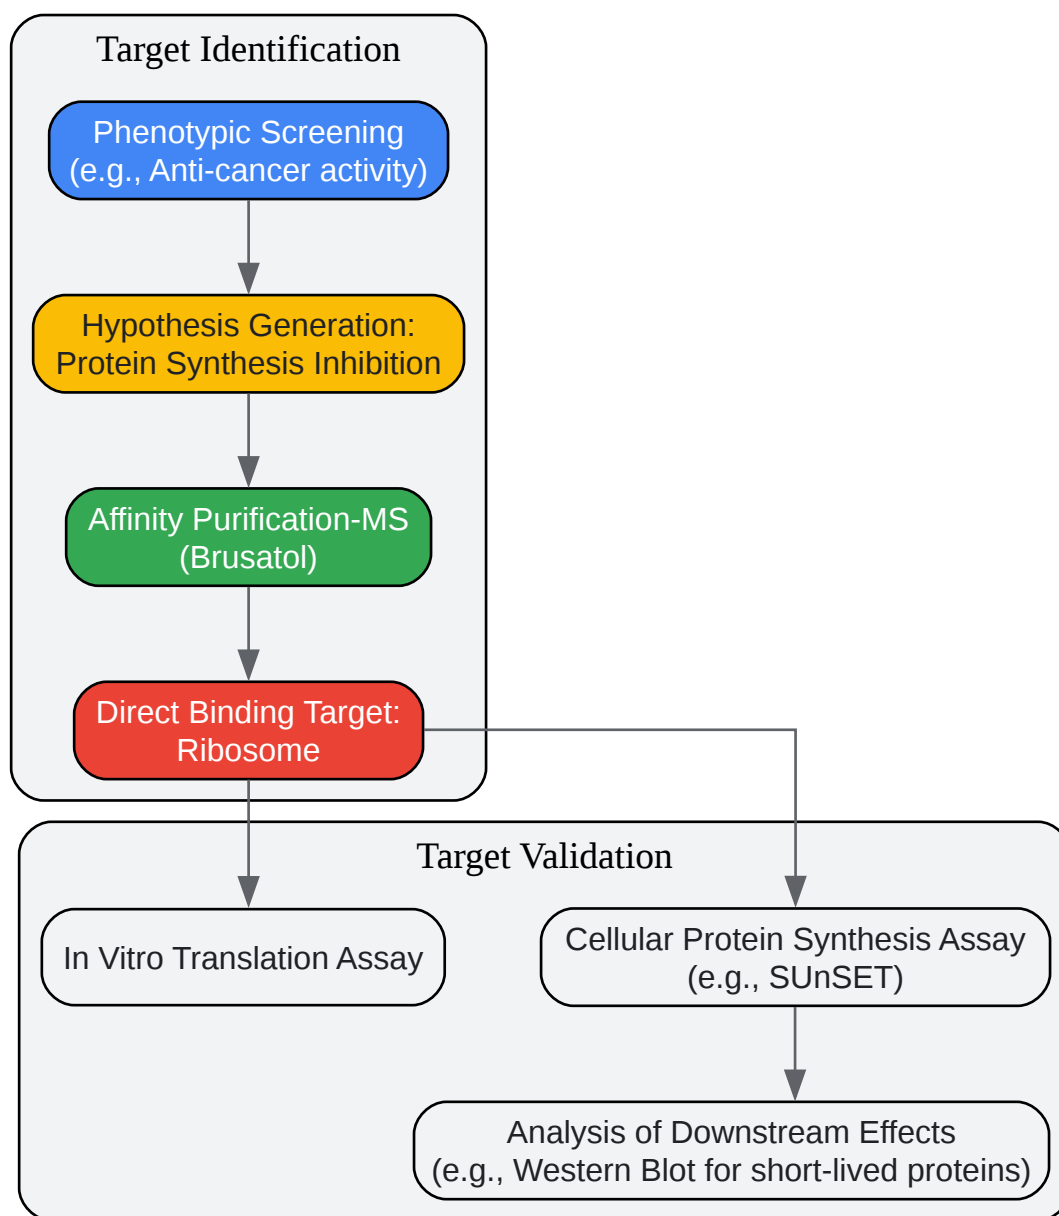 Target Identification
Phenotypic Screening
(e.g., Anti-cancer activity)
Hypothesis Generation:
Protein Synthesis Inhibition
Affinity Purification-MS
(Brusatol)
Direct Binding Target:
Ribosome
Target Validation
In Vitro Translation Assay
Cellular Protein Synthesis Assay
(e.g., SUnSET)
Analysis of Downstream Effects
(e.g., Western Blot for short-lived proteins)